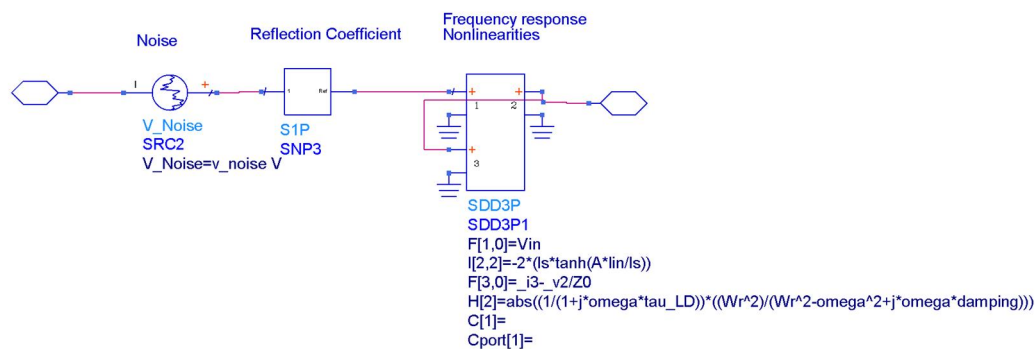 Noise
Reflection Coefficient
Frequency response
Nonlinearities
I
+
1
Ref
+
1
+
2
+
3
V_Noise
SRC2
V_Noise=v_noise V
S1P
SNP3
SDD3P
SDD3P1
F[1,0]=Vin
I[2,2]=-2*(Is*tanh(A*Iin/Is))
F[3,0]=_i3-_v2/Z0
H[2]=abs((1/(1+j*omega*tau_LD))*((Wr^2)/(Wr^2-omega^2+j*omega*damping)))
C[1]=
Cport[1]=